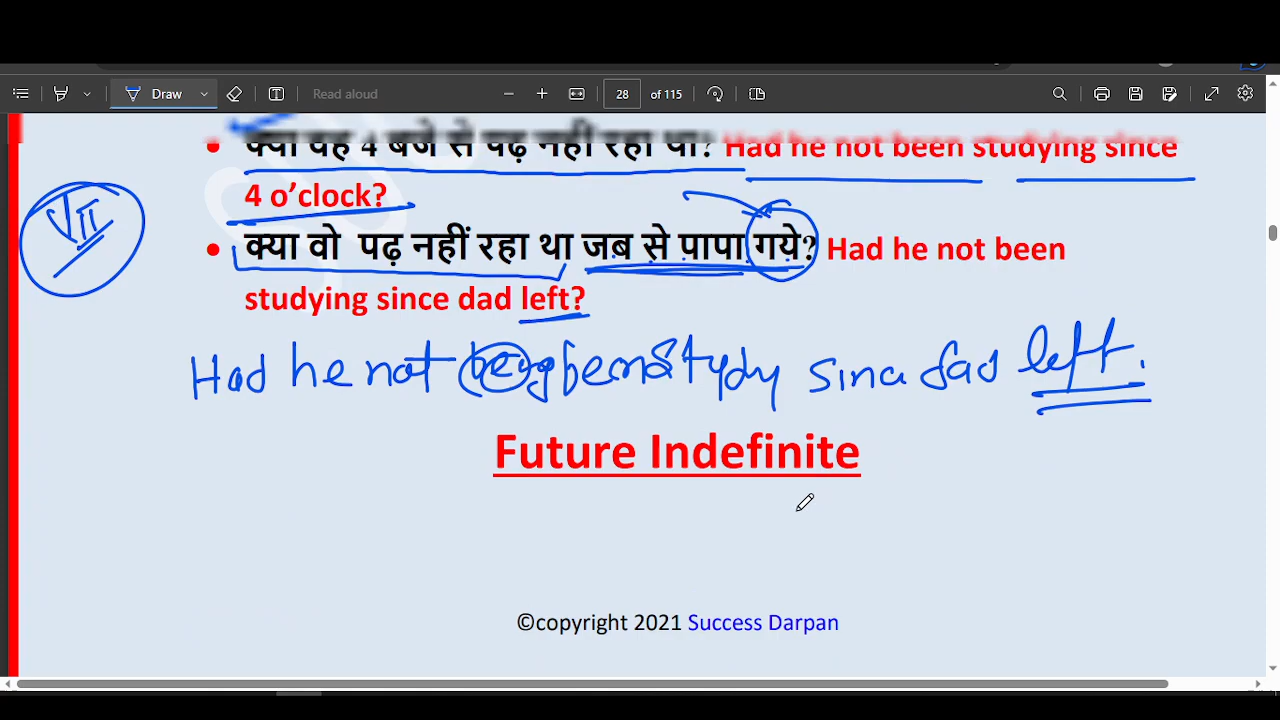 Draw
Read aloud
28 of 115
क्या वह 4 बजे से पढ़ नहीं रहा था? Had he not been studying since
4 o'clock?
VII
क्या वो पढ़ नहीं रहा था जब से पापा गये? Had he not been
studying since dad left?
Had he not been dad left.
Future Indefinite
©copyright 2021 Success Darpan